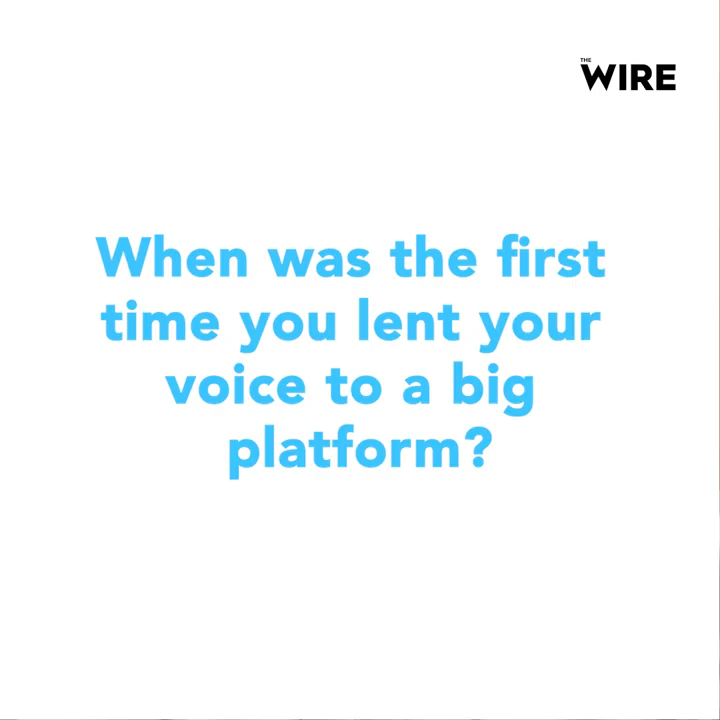 THE
WIRE
When was the first
time you lent your
voice to a big
platform?